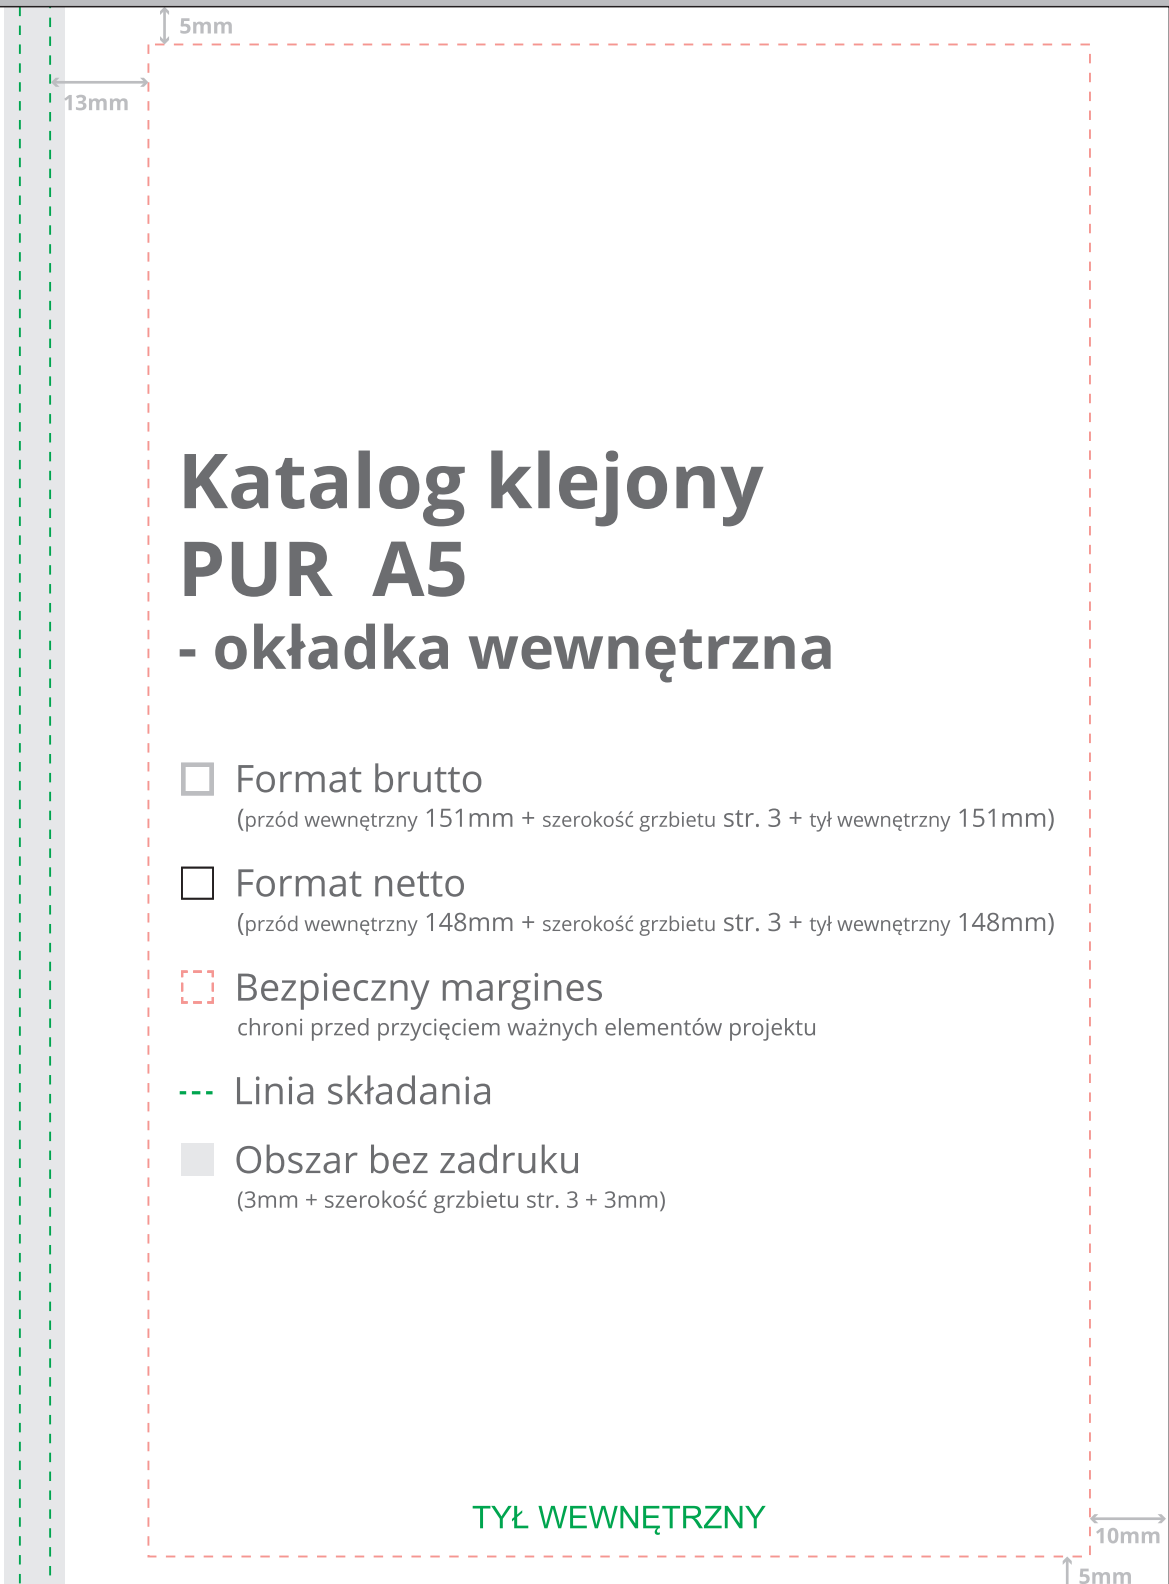 5mm
13mm
Katalog klejony
PUR A5
- okładka wewnętrzna
Format brutto
(przód wewnętrzny 151mm + szerokość grzbietu str. 3 + tył wewnętrzny 151mm)
Format netto
(przód wewnętrzny 148mm + szerokość grzbietu str. 3 + tył wewnętrzny 148mm)
Bezpieczny margines
chroni przed przycięciem ważnych elementów projektu
Linia składania
Obszar bez zadruku
(3mm + szerokość grzbietu str. 3 + 3mm)
TYŁ WEWNĘTRZNY
10mm
5mm